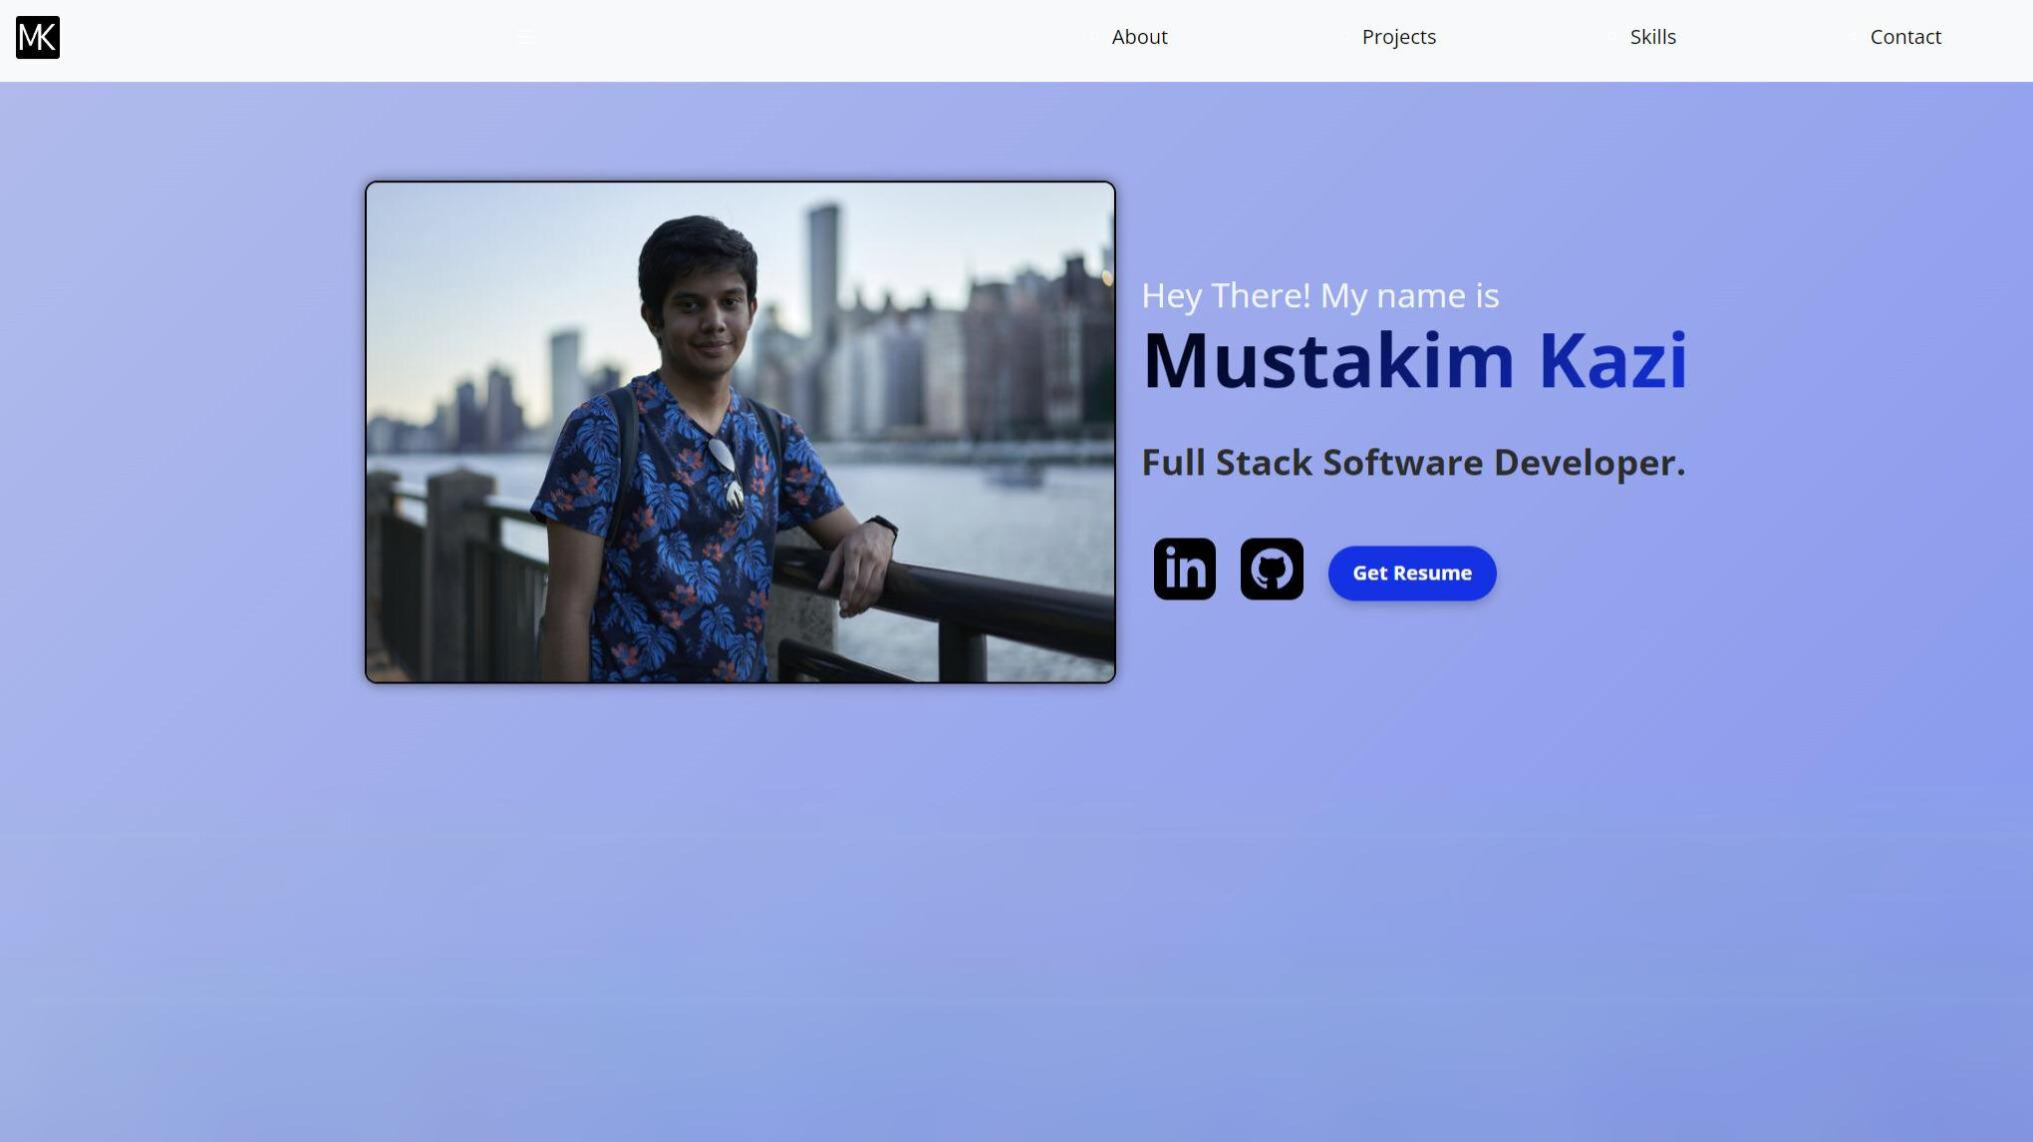 MK
About
Projects
Skills
Contact
Hey There! My name is
Mustakim Kazi
Full Stack Software Developer.
in
Get Resume